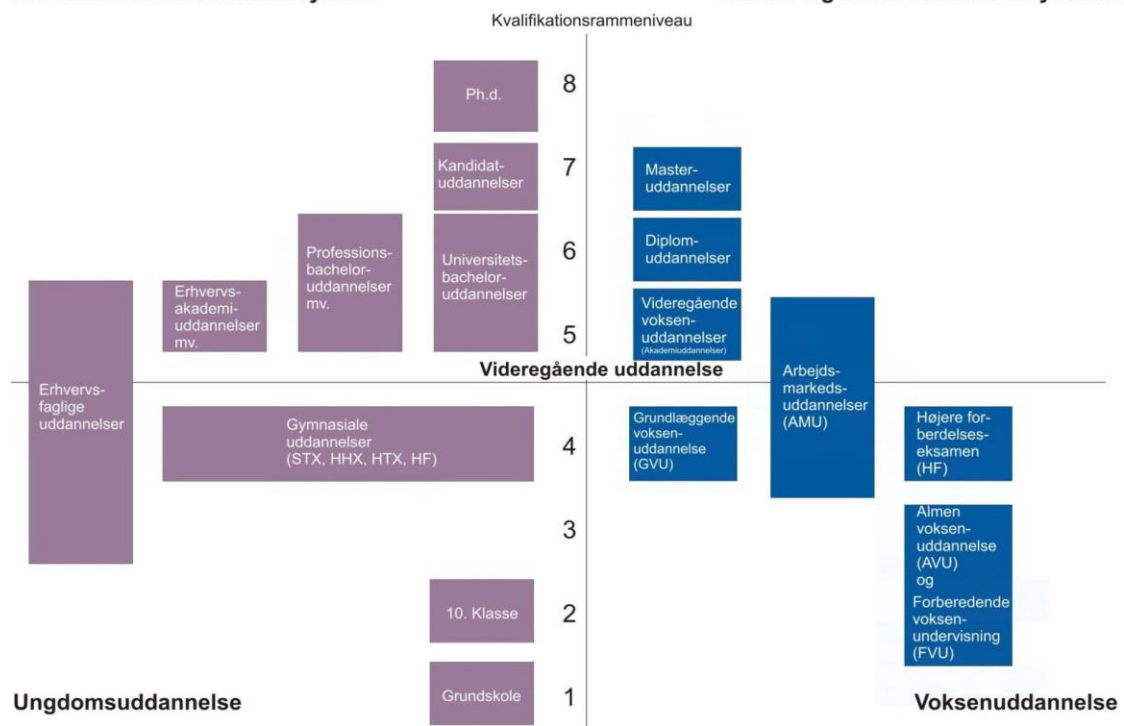 Kvalifikationsrammeniveau
8
Ph.d.
7
Kandidat-
uddannelser
Master-
uddannelser
6
Professions-
bachelor-
uddannelser
mv.
Universitets-
bachelor-
uddannelser
Diplom-
uddannelser
5
Erhvervs-
akademi-
uddannelser
mv.
Videregående
voksen-
uddannelser
(Akademiuddannelser)
Videregående uddannelse
Erhvervs-
faglige
uddannelser
Arbejds-
markeds-
uddannelser
(AMU)
4
Gymnasiale
uddannelser
(STX, HHX, HTX, HF)
Grundlæggende
voksen-
uddannelse
(GVU)
Højere for-
berdelses-
eksamen
(HF)
3
Almen
voksen-
uddannelse
(AVU)
og
Forberedende
voksen-
undervisning
(FVU)
2
10. Klasse
1
Grundskole
Ungdomsuddannelse
Voksenuddannelse